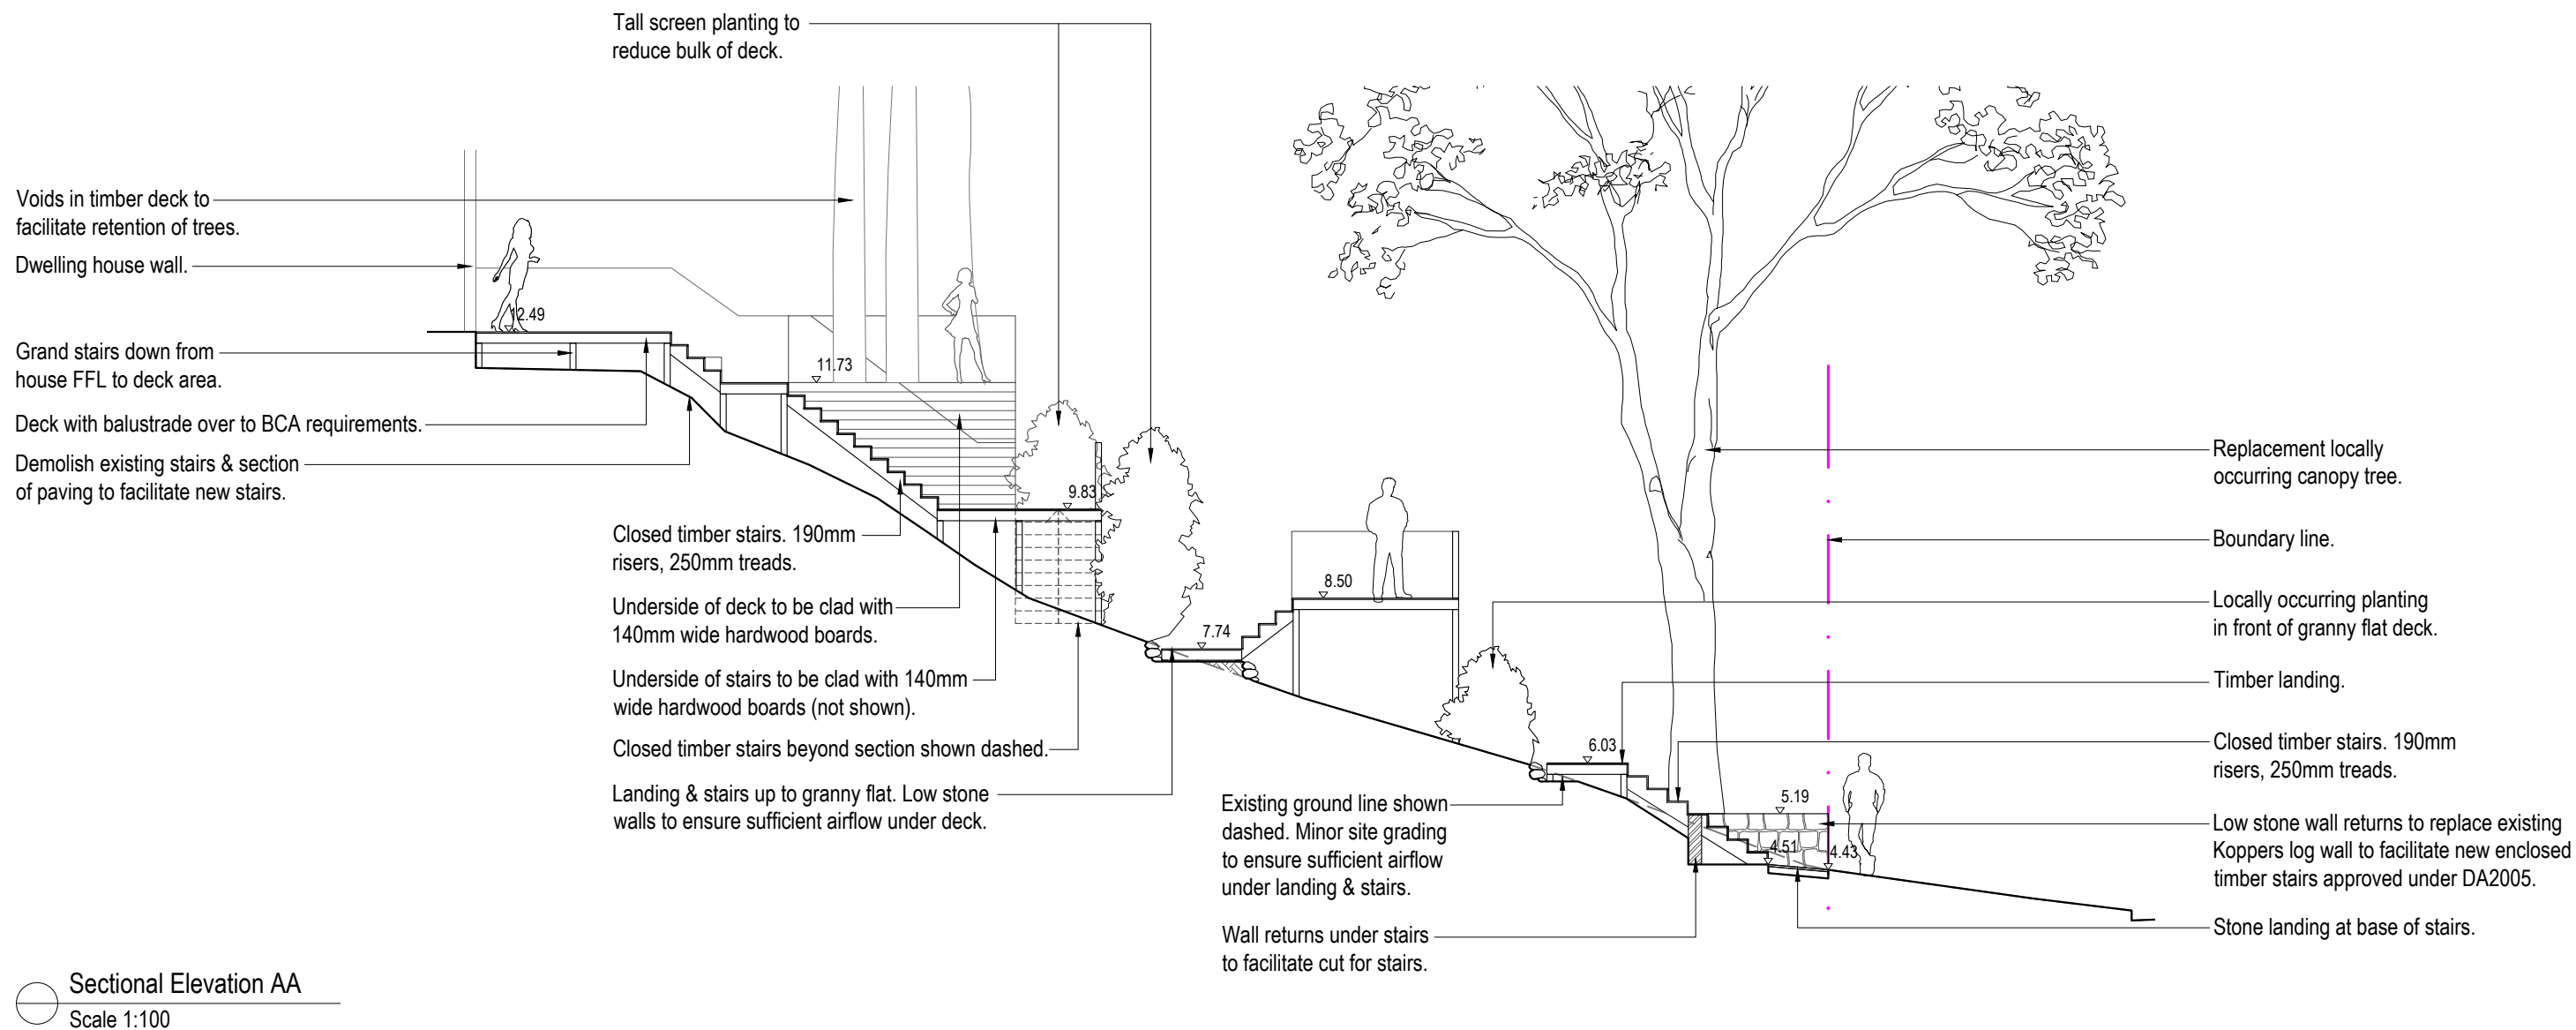 Tall screen planting to
reduce bulk of deck.
Voids in timber deck to
facilitate retention of trees.
Dwelling house wall.
12.49
Grand stairs down from
house FFL to deck area.
11.73
Deck with balustrade over to BCA requirements.
Demolish existing stairs & section
of paving to facilitate new stairs.
9.83
Closed timber stairs. 190mm
risers, 250mm treads.
Underside of deck to be clad with
140mm wide hardwood boards.
Underside of stairs to be clad with 140mm
wide hardwood boards (not shown).
Closed timber stairs beyond section shown dashed.
Landing & stairs up to granny flat. Low stone
walls to ensure sufficient airflow under deck.
7.74
8.50
6.03
5.19
4.51
4.43
Existing ground line shown
dashed. Minor site grading
to ensure sufficient airflow
under landing & stairs.
Wall returns under stairs
to facilitate cut for stairs.
Replacement locally
occurring canopy tree.
Boundary line.
Locally occurring planting
in front of granny flat deck.
Timber landing.
Closed timber stairs. 190mm
risers, 250mm treads.
Low stone wall returns to replace existing
Koppers log wall to facilitate new enclosed
timber stairs approved under DA2005.
Stone landing at base of stairs.
Sectional Elevation AA
Scale 1:100